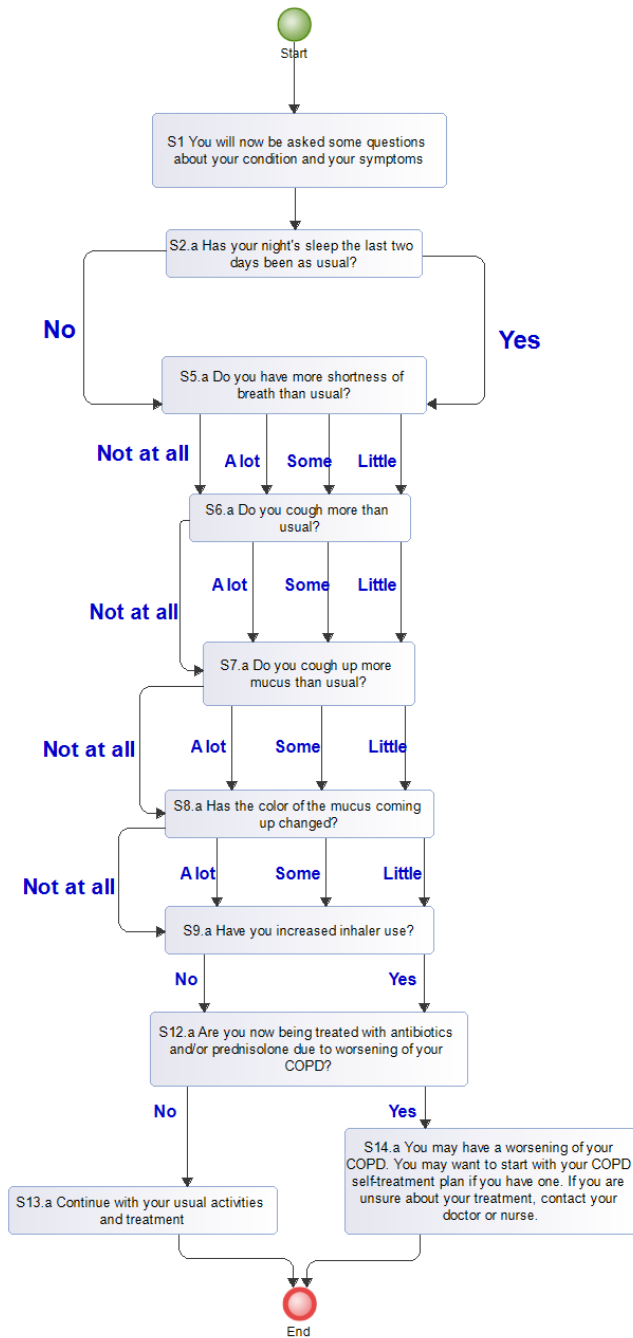 Start
S1 You will now be asked some questions
about your condition and your symptoms
S2.a Has your night's sleep the last two
days been as usual?
No
Yes
S5.a Do you have more shortness of
breath than usual?
Not at all
A lot
Some
Little
S6.a Do you cough more than
usual?
Not at all
A lot
Some
Little
S7.a Do you cough up more
mucus than usual?
Not at all
A lot
Some
Little
S8.a Has the color of the mucus coming
up changed?
Not at all
A lot
Some
Little
S9.a Have you increased inhaler use?
No
Yes
S12.a Are you now being treated with antibiotics
and/or prednisolone due to worsening of your
COPD?
No
Yes
S13.a Continue with your usual activities
and treatment
S14.a You may have a worsening of your
COPD. You may want to start with your COPD
self-treatment plan if you have one. If you are
unsure about your treatment, contact your
doctor or nurse.
End